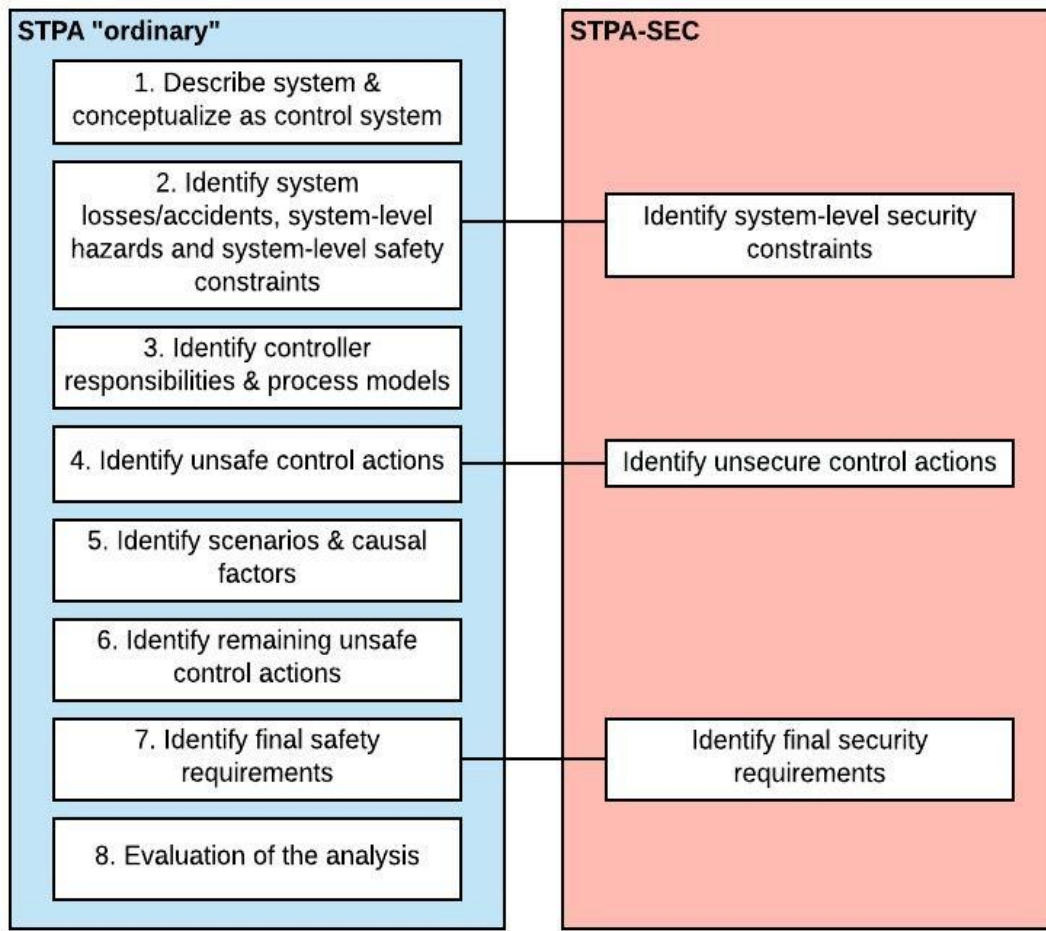 STPA "ordinary"
1. Describe system &
conceptualize as control system
2. Identify system
losses/accidents, system-level
hazards and system-level safety
constraints
3. Identify controller
responsibilities & process models
4. Identify unsafe control actions
5. Identify scenarios & causal
factors
6. Identify remaining unsafe
control actions
7. Identify final safety
requirements
8. Evaluation of the analysis
STPA-SEC
Identify system-level security
constraints
Identify unsecure control actions
Identify final security
requirements